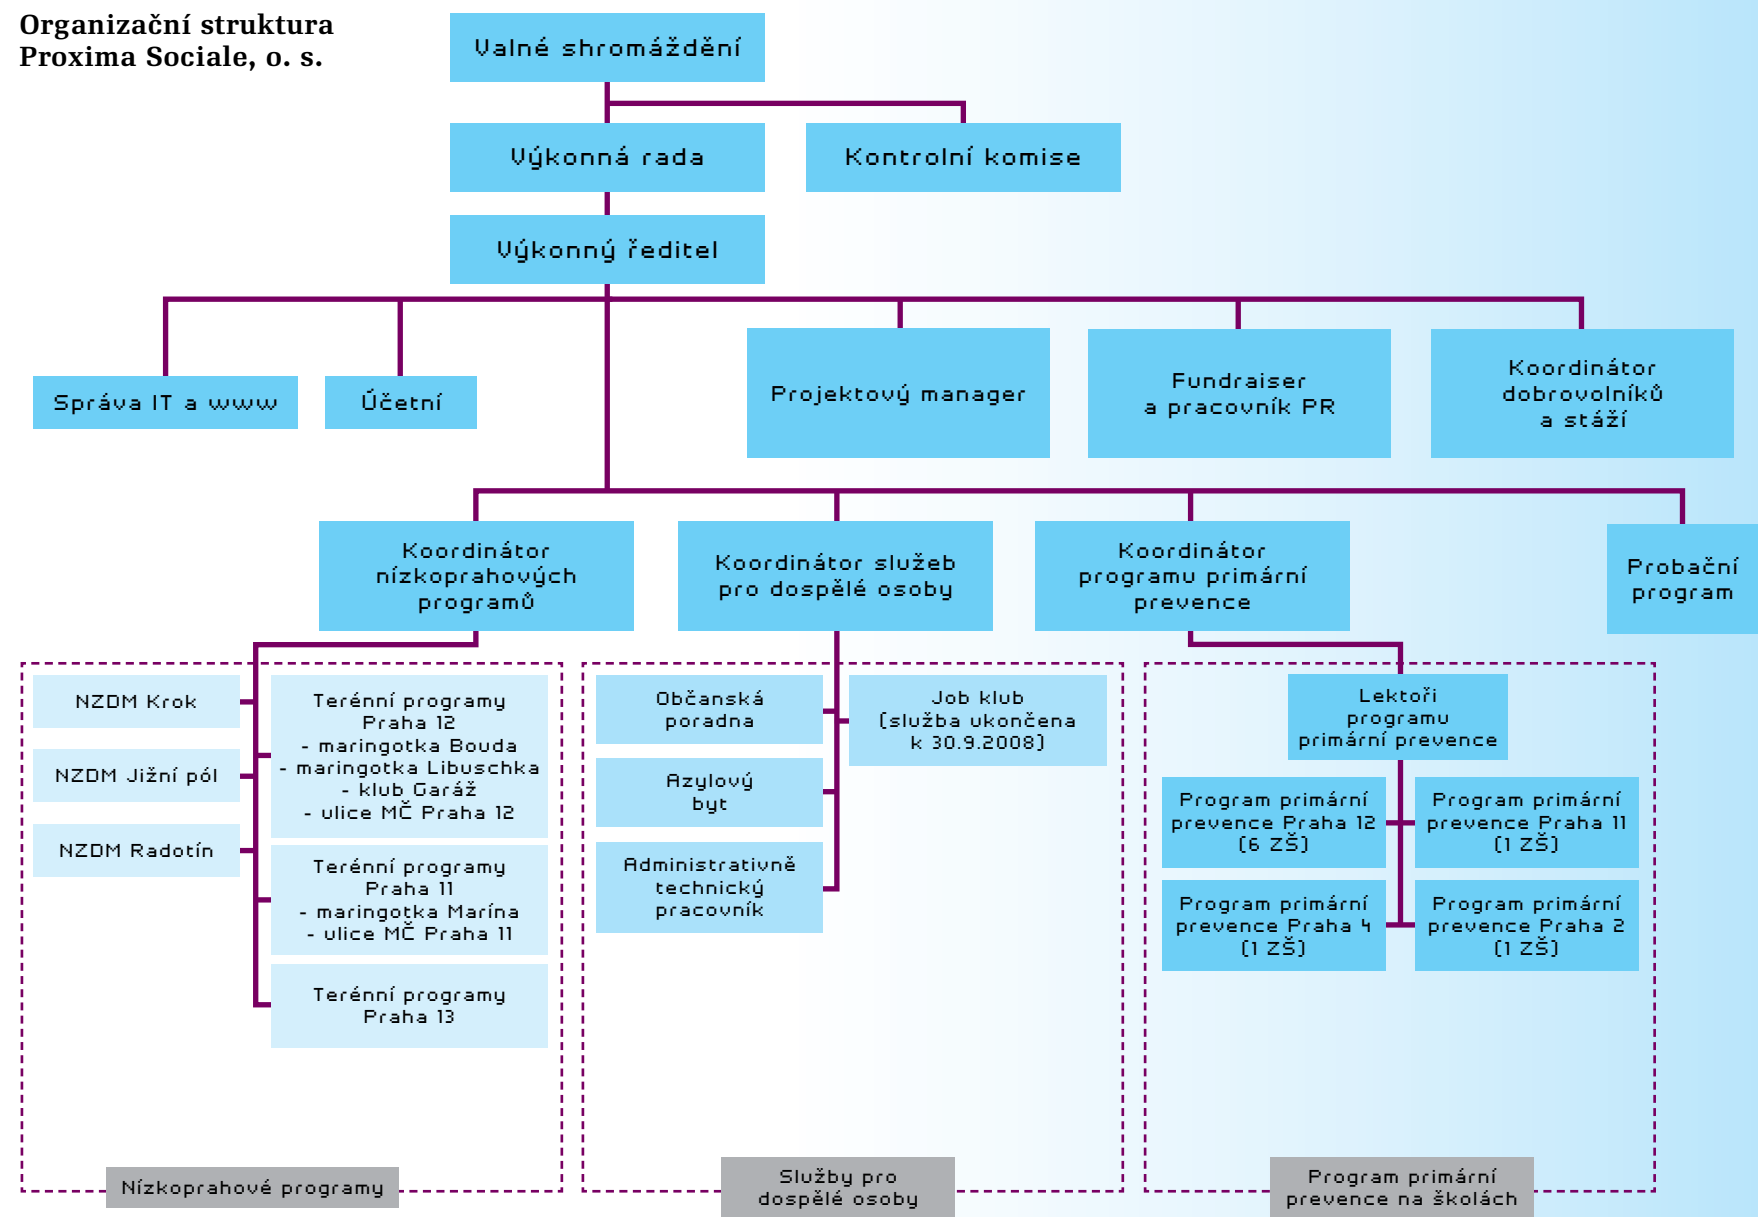 Organizační struktura
Proxima Sociale, o. s.
Valné shromáždění
Výkonná rada
Kontrolní komise
Výkonný ředitel
Správa IT a www
Účetní
Projektový manager
Fundraiser
a pracovník PR
Koordinátor
dobrovolníků
a stáží
Koordinátor
nízkoprahových
programů
Koordinátor služeb
pro dospělé osoby
Koordinátor
programu primární
prevence
Probační
program
NZDM Krok
NZDM Jižní pól
NZDM Radotín
Terénní programy
Praha 12
- maringotka Bouda
- maringotka Libuschka
- klub Garáž
- ulice MČ Praha 12
Terénní programy
Praha 11
- maringotka Marína
- ulice MČ Praha 11
Terénní programy
Praha 13
Občanská
poradna
Azylový
byt
Administrativně
technický
pracovník
Job klub
(služba ukončena
k 30.9.2008)
Lektoři
programu
primární prevence
Program primární
prevence Praha 12
(6 ZŠ)
Program primární
prevence Praha 11
(1 ZŠ)
Program primární
prevence Praha 4
(1 ZŠ)
Program primární
prevence Praha 2
(1 ZŠ)
Nízkoprahové programy
Služby pro
dospělé osoby
Program primární
prevence na školách